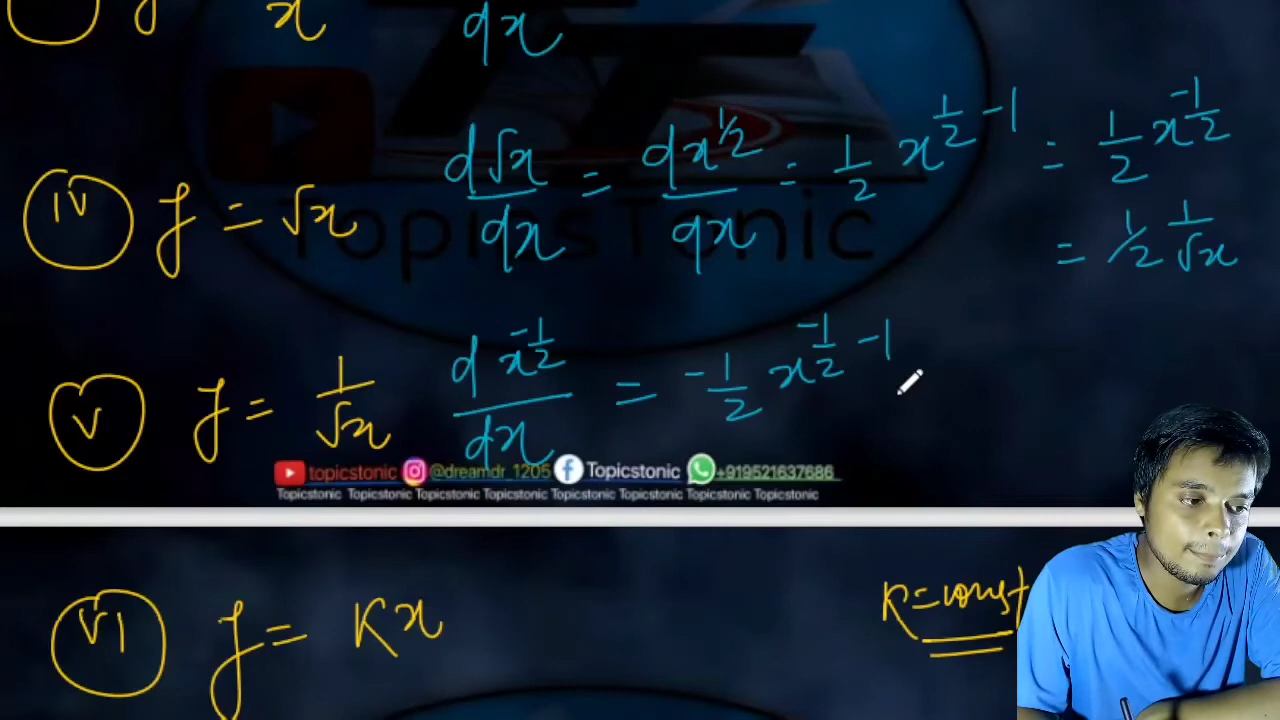 y x dx
(iv) y = √x d√x/dx = dx^½/dx = 1/2 x^(1/2 - 1) = 1/2 x^(-1/2)
= 1/2 1/√x
TopicsTonic
(v) y = 1/√x d x^(-1/2)/dx = -1/2 x^(-1/2 - 1)
topicstonic @dreamdr_1205 Topicstonic +919521637686
Topicstonic Topicstonic Topicstonic Topicstonic Topicstonic Topicstonic Topicstonic Topicstonic
(vi) y = Kx K=const